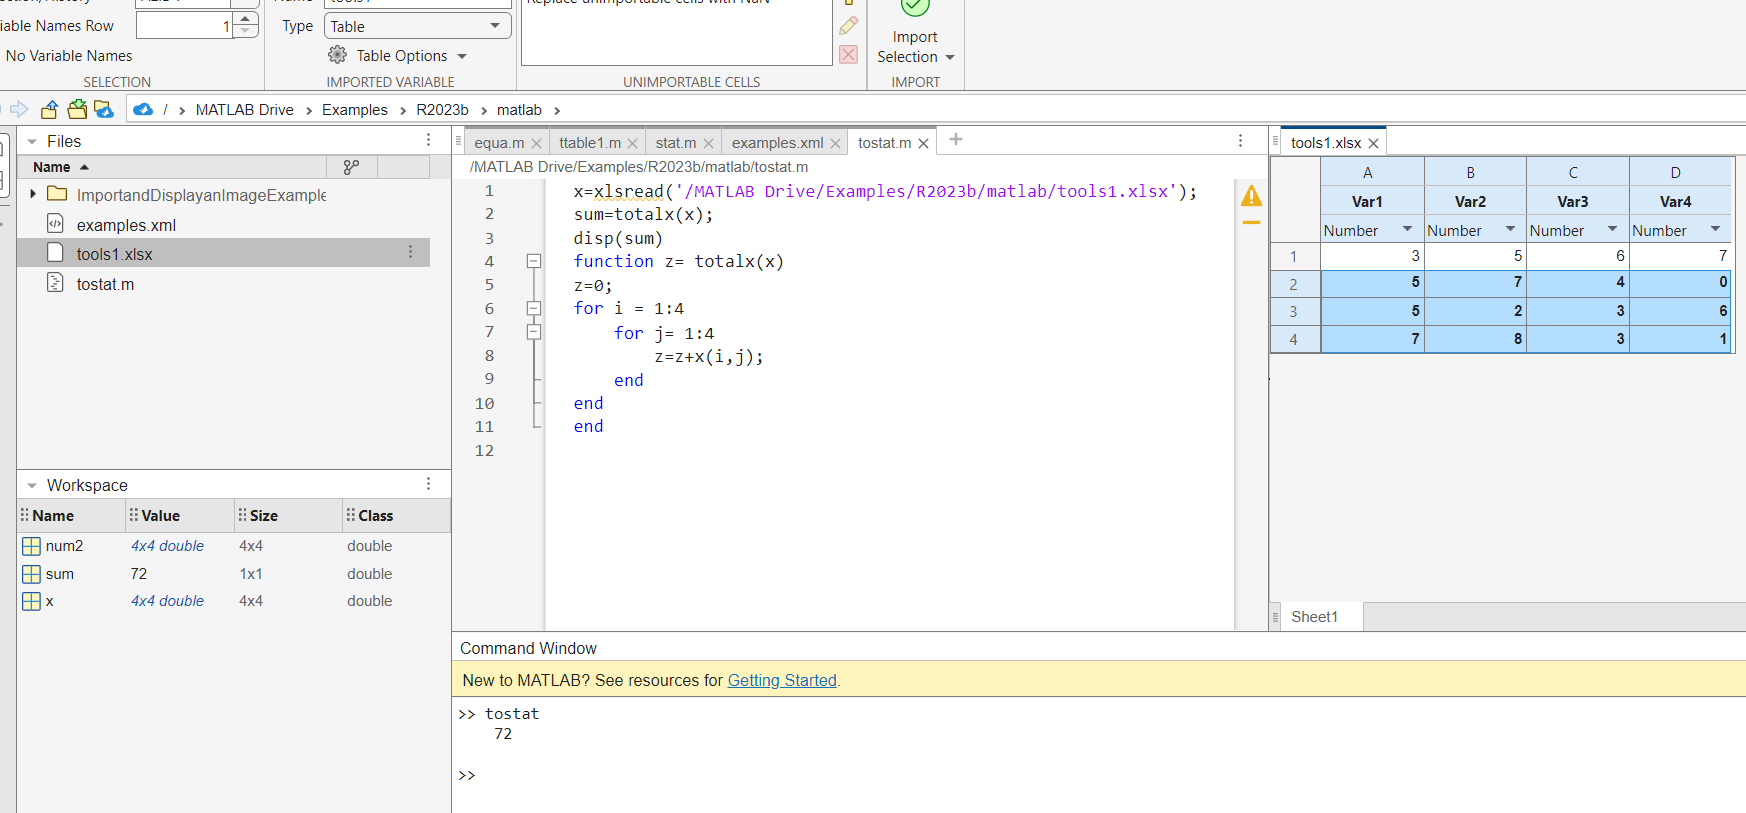 iable Names Row 1
No Variable Names
SELECTION
Type Table
Table Options
IMPORTED VARIABLE
UNIMPORTABLE CELLS
Import
Selection
IMPORT
/ > MATLAB Drive > Examples > R2023b > matlab >
Files
Name
ImportandDisplayanImageExample
examples.xml
tools1.xlsx
tostat.m
Workspace
Name Value Size Class
num2 4x4 double 4x4 double
sum 72 1x1 double
x 4x4 double 4x4 double
equa.m ttable1.m stat.m examples.xml tostat.m
/MATLAB Drive/Examples/R2023b/matlab/tostat.m
1 x=xlsread('/MATLAB Drive/Examples/R2023b/matlab/tools1.xlsx');
2 sum=totalx(x);
3 disp(sum)
4 function z= totalx(x)
5 z=0;
6 for i = 1:4
7 for j= 1:4
8 z=z+x(i,j);
9 end
10 end
11 end
12
tools1.xlsx
A B C D
Var1 Var2 Var3 Var4
Number Number Number Number
1 3 5 6 7
2 5 7 4 0
3 5 2 3 6
4 7 8 3 1
Sheet1
Command Window
New to MATLAB? See resources for Getting Started.
>> tostat
72
>>